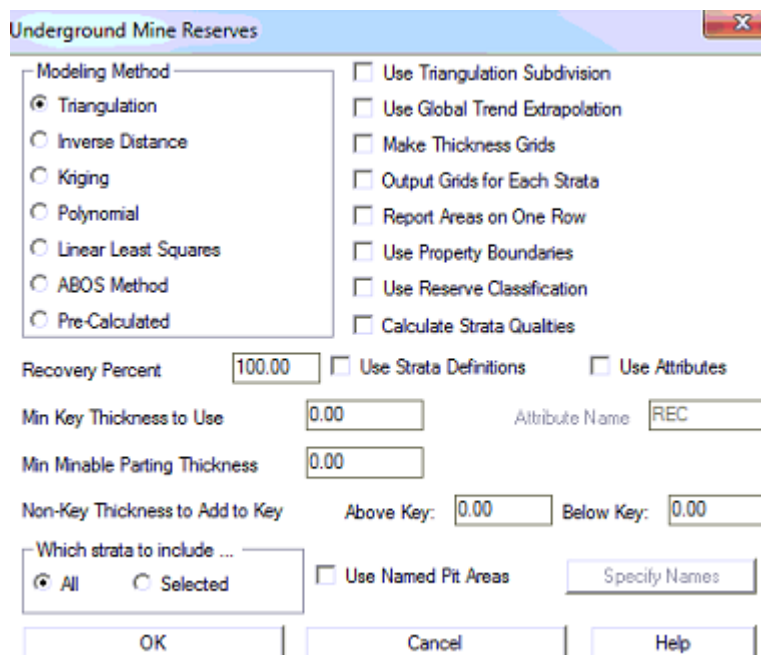 Underground Mine Reserves
Modeling Method
Triangulation
Inverse Distance
Kriging
Polynomial
Linear Least Squares
ABOS Method
Pre-Calculated
Use Triangulation Subdivision
Use Global Trend Extrapolation
Make Thickness Grids
Output Grids for Each Strata
Report Areas on One Row
Use Property Boundaries
Use Reserve Classification
Calculate Strata Qualities
Recovery Percent 100.00 Use Strata Definitions Use Attributes
Min Key Thickness to Use 0.00 Attribute Name REC
Min Minable Parting Thickness 0.00
Non-Key Thickness to Add to Key Above Key: 0.00 Below Key: 0.00
Which strata to include ...
All Selected Use Named Pit Areas Specify Names
OK Cancel Help